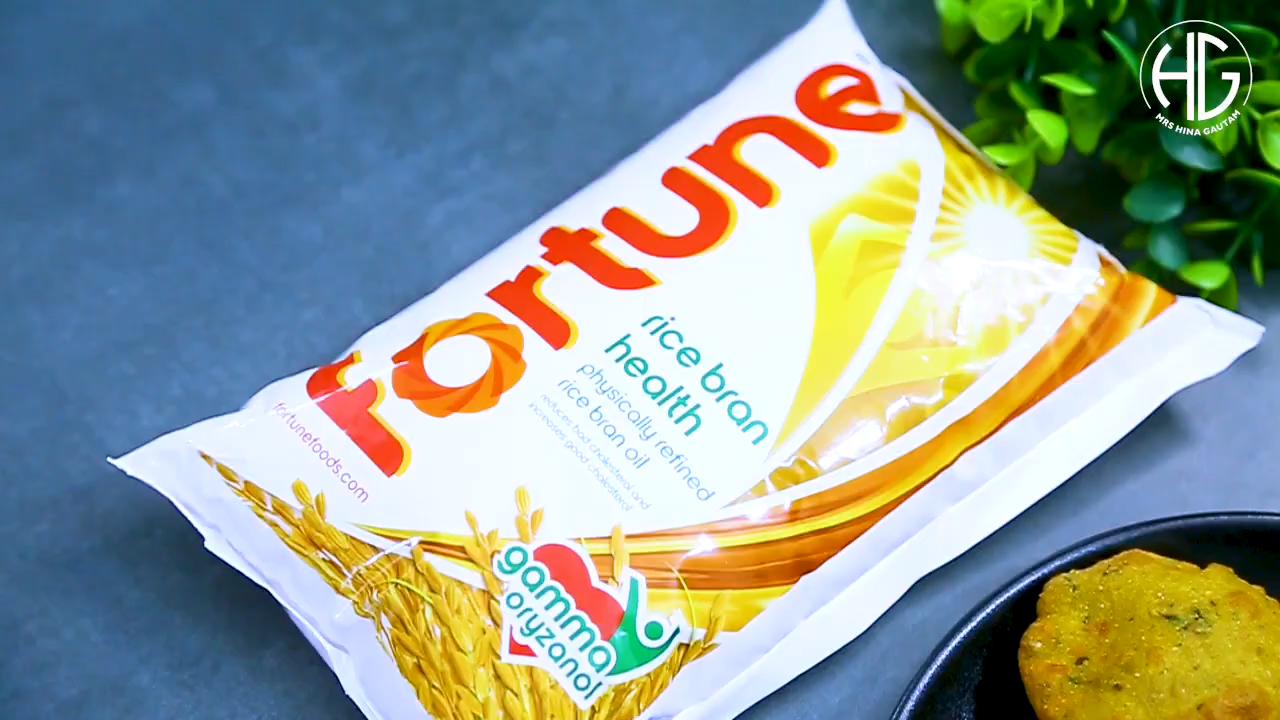 HG
MRS HINA GAUTAM
fortune
rice bran
health
physically refined
rice bran oil
reduces bad cholesterol and
increases good cholesterol
fortunefoods.com
gamma
oryzanol